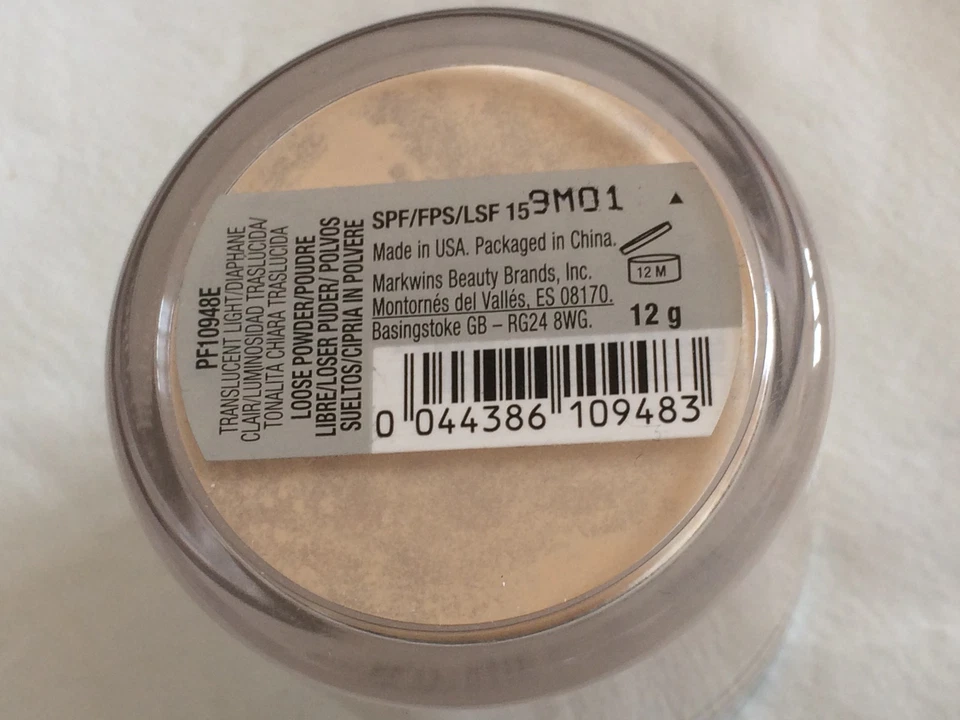 PF10948E
TRANSLUCENT LIGHT/DIAPHANE
CLAIR/LUMINOSIDAD TRASLUCIDA/
TONALITA CHIARA TRASLUCIDA
LOOSE POWDER/POUDRE
LIBRE/LOSER PUDER/ POLVOS
SUELTOS/CIPRIA IN POLVERE
SPF/FPS/LSF 15 9M01
Made in USA. Packaged in China.
Markwins Beauty Brands, Inc.
Montornés del Vallés, ES 08170.
Basingstoke GB – RG24 8WG.
12 M
12 g
0 044386 109483